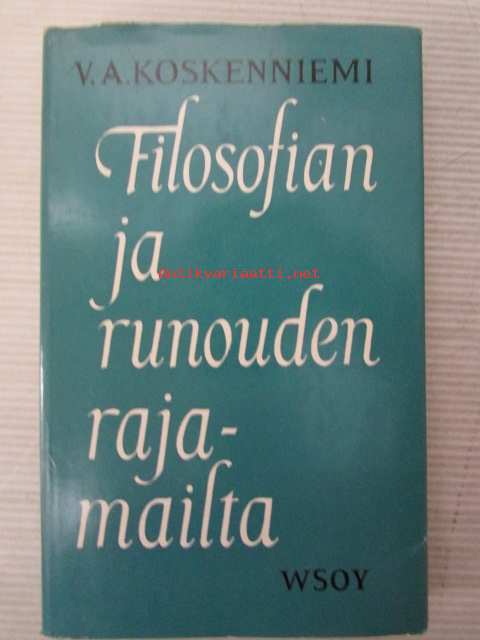 V.A.KOSKENNIEMI
Filosofian
ja
antikvariaatti.net
runouden
raja-
mailta
WSOY